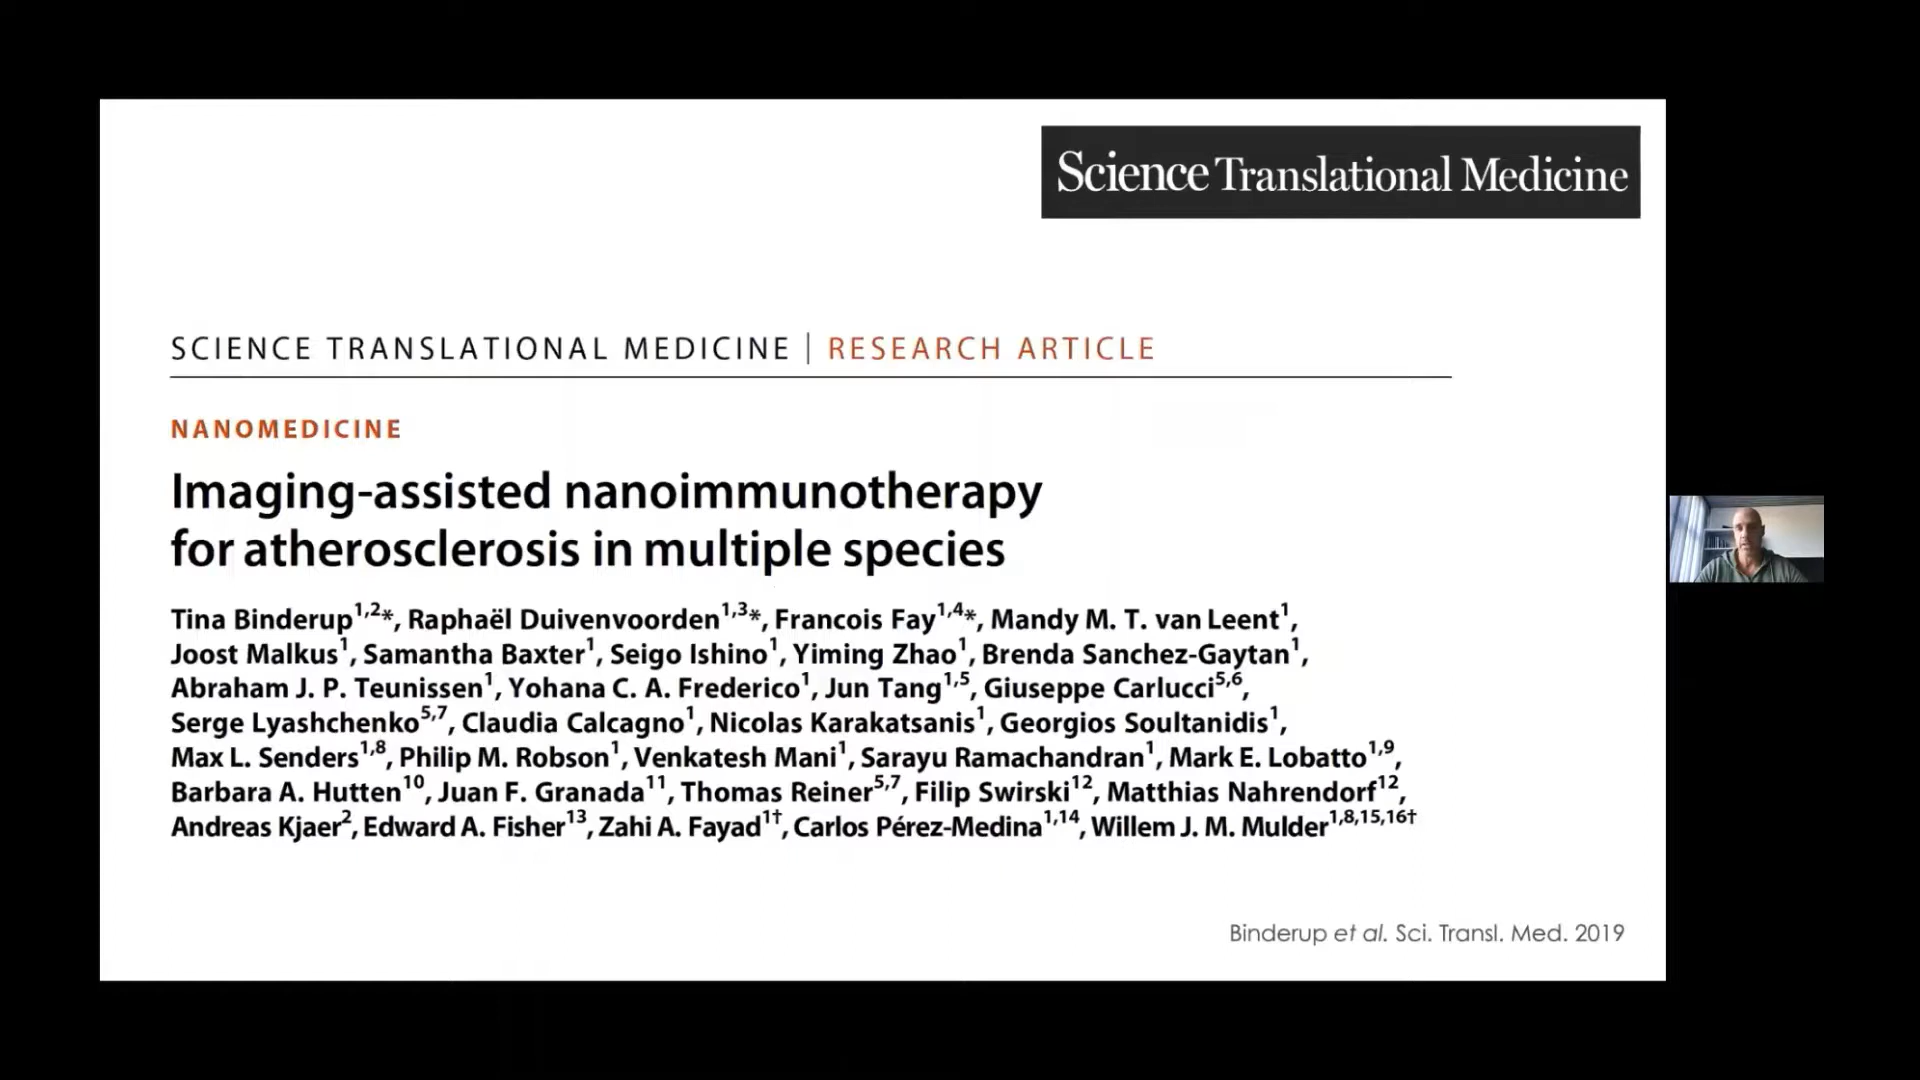 Science Translational Medicine
SCIENCE TRANSLATIONAL MEDICINE | RESEARCH ARTICLE
NANOMEDICINE
Imaging-assisted nanoimmunotherapy
for atherosclerosis in multiple species
Tina Binderup1,2*, Raphaël Duivenvoorden1,3*, Francois Fay1,4*, Mandy M. T. van Leent1,
Joost Malkus1, Samantha Baxter1, Seigo Ishino1, Yiming Zhao1, Brenda Sanchez-Gaytan1,
Abraham J. P. Teunissen1, Yohana C. A. Frederico1, Jun Tang1,5, Giuseppe Carlucci5,6,
Serge Lyashchenko5,7, Claudia Calcagno1, Nicolas Karakatsanis1, Georgios Soultanidis1,
Max L. Senders1,8, Philip M. Robson1, Venkatesh Mani1, Sarayu Ramachandran1, Mark E. Lobatto1,9,
Barbara A. Hutten10, Juan F. Granada11, Thomas Reiner5,7, Filip Swirski12, Matthias Nahrendorf12,
Andreas Kjaer2, Edward A. Fisher13, Zahi A. Fayad1†, Carlos Pérez-Medina1,14, Willem J. M. Mulder1,8,15,16†
Binderup et al. Sci. Transl. Med. 2019